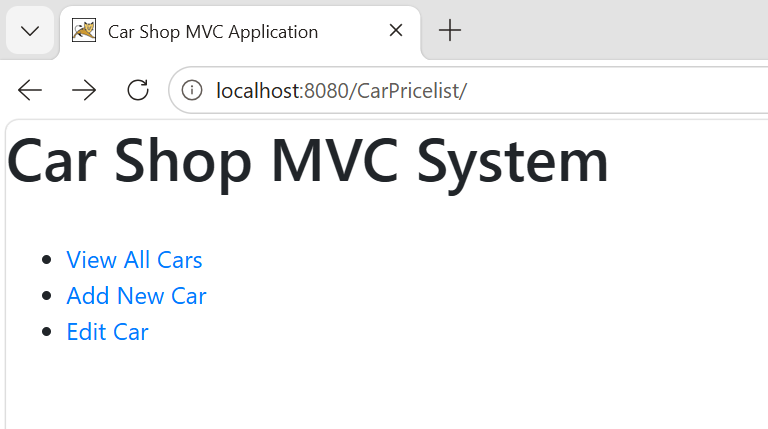 Car Shop MVC Application
localhost:8080/CarPricelist/
Car Shop MVC System
View All Cars
Add New Car
Edit Car